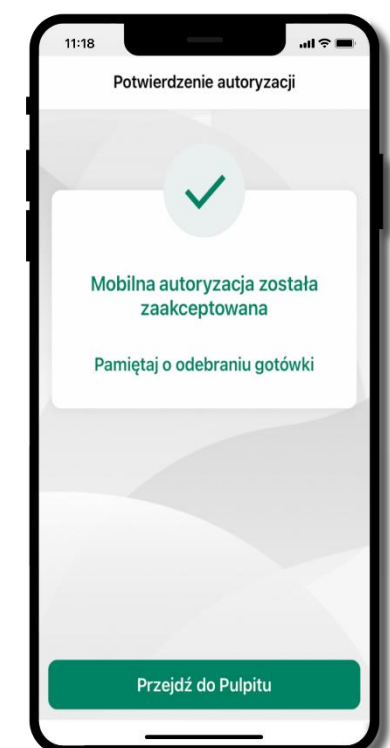 11:18
Potwierdzenie autoryzacji
Mobilna autoryzacja została
zaakceptowana
Pamiętaj o odebraniu gotówki
Przejdź do Pulpitu